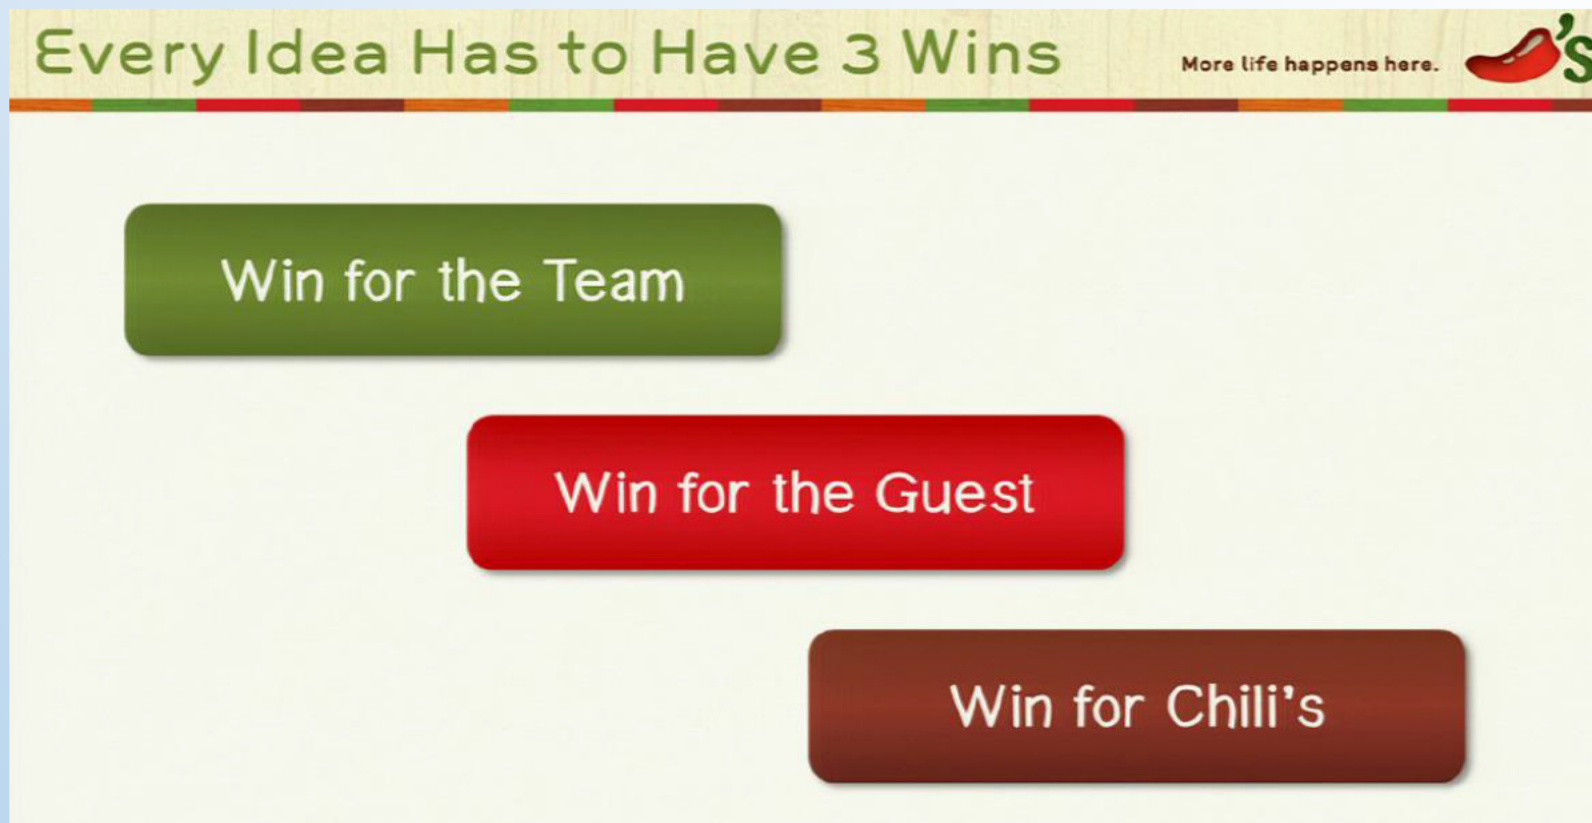 Every Idea Has to Have 3 Wins
More life happens here.
's
Win for the Team
Win for the Guest
Win for Chili's